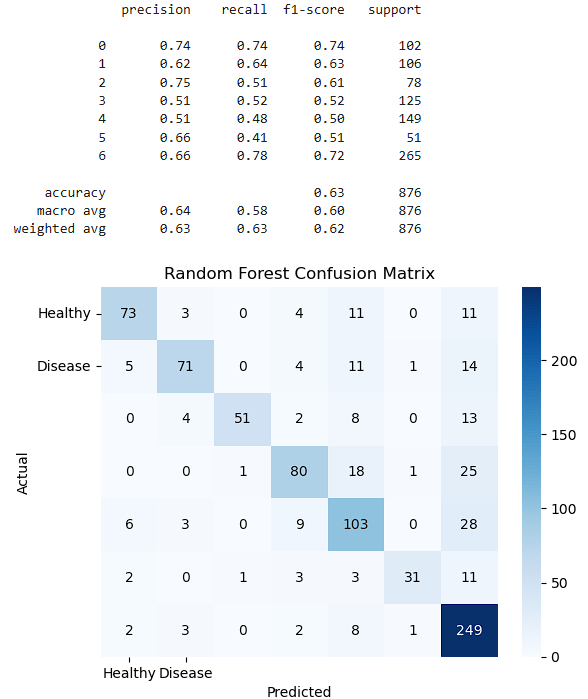 precision recall f1-score support
0 0.74 0.74 0.74 102
1 0.62 0.64 0.63 106
2 0.75 0.51 0.61 78
3 0.51 0.52 0.52 125
4 0.51 0.48 0.50 149
5 0.66 0.41 0.51 51
6 0.66 0.78 0.72 265
accuracy 0.63 876
macro avg 0.64 0.58 0.60 876
weighted avg 0.63 0.63 0.62 876
Random Forest Confusion Matrix
Healthy 73 3 0 4 11 0 11
Disease 5 71 0 4 11 1 14
0 4 51 2 8 0 13
0 0 1 80 18 1 25
6 3 0 9 103 0 28
2 0 1 3 3 31 11
2 3 0 2 8 1 249
Healthy Disease
Predicted
Actual
200
150
100
50
0